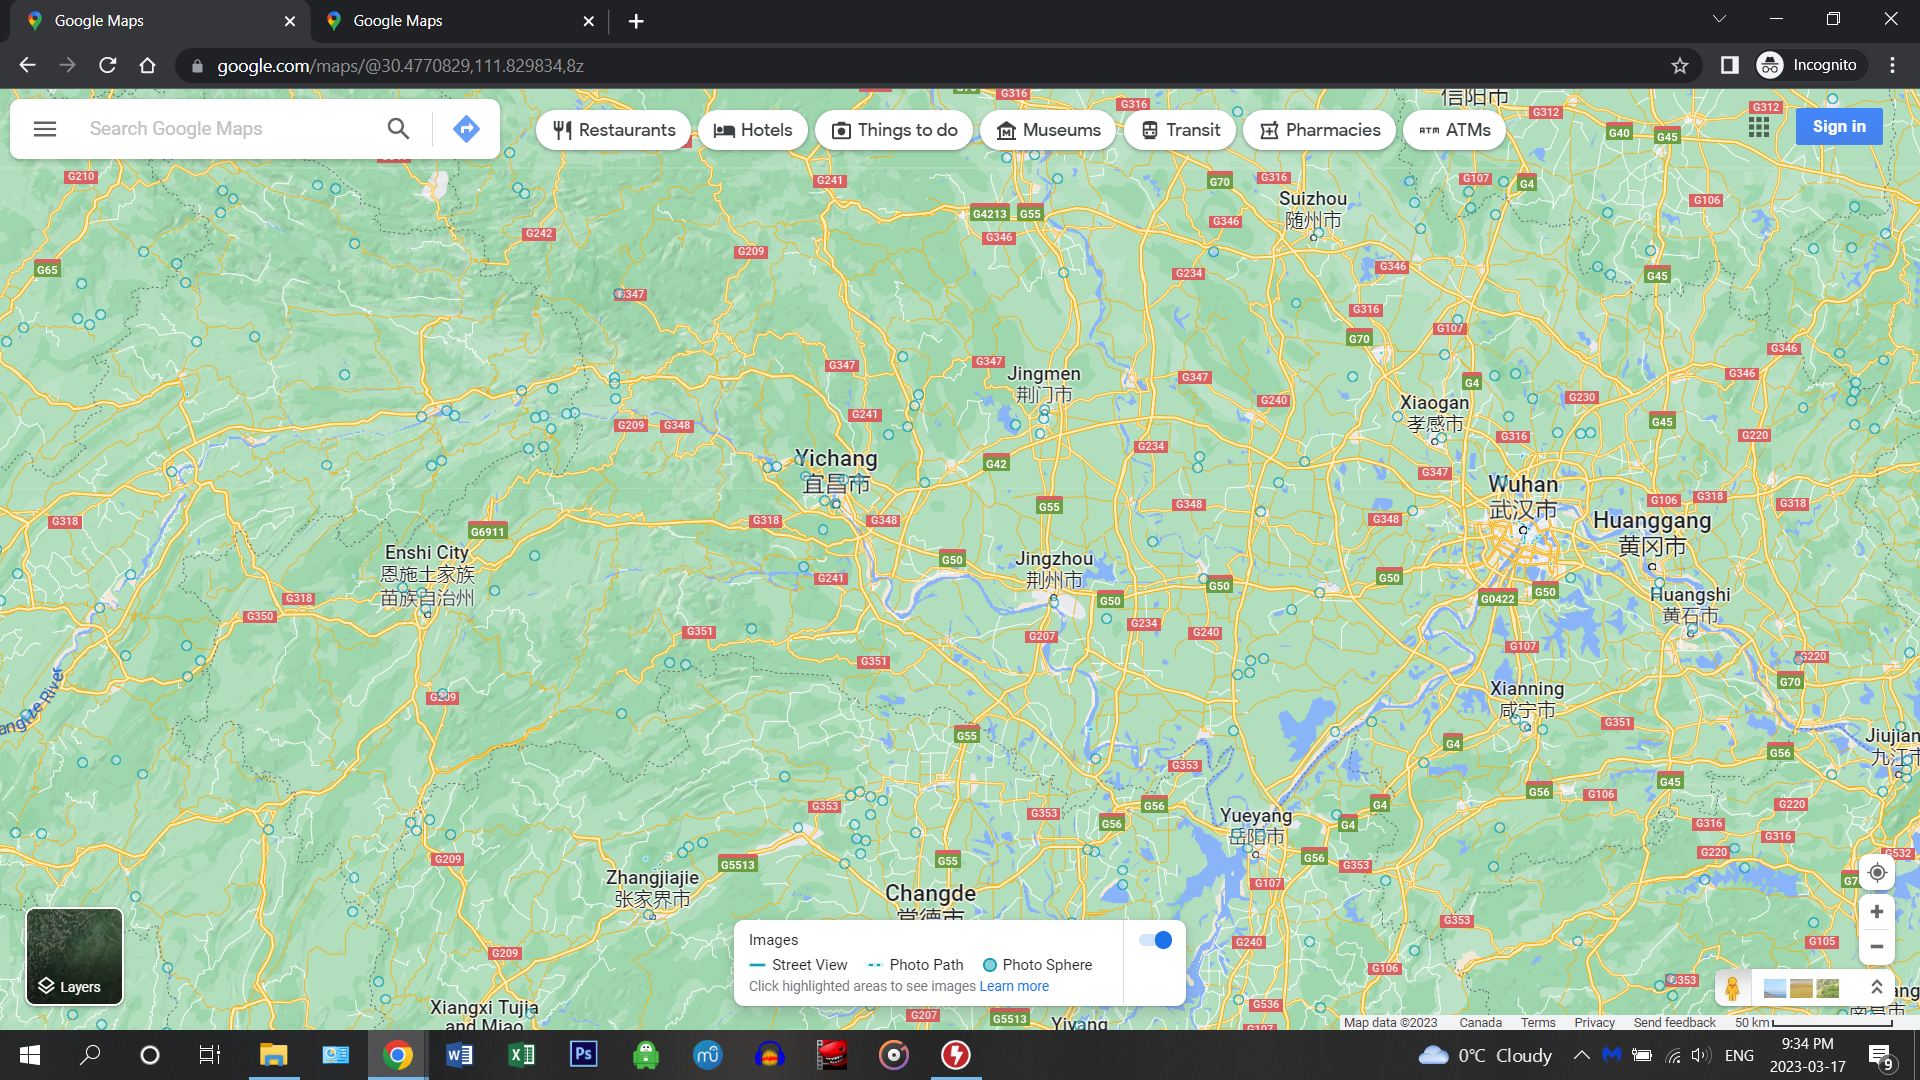 Google Maps
Google Maps
google.com/maps/@30.4770829,111.829834,8z
Incognito
Search Google Maps
Restaurants
Hotels
Things to do
Museums
Transit
Pharmacies
ATM ATMs
Sign in
信阳市
G316
G316
G312
G312
G40
G45
G210
G241
G70
G316
G107
G4
G106
Suizhou
随州市
G4213
G55
G346
G346
G242
G209
G65
G347
G234
G346
G45
G316
G107
G70
G347
G347
Jingmen
荆门市
G347
G346
G346
G4
G240
G230
Xiaogan
孝感市
G241
G209
G348
G234
G316
G45
G220
Yichang
宜昌市
G42
G347
Wuhan
武汉市
G106
G318
G318
G55
G348
G348
G318
G318
G348
Huanggang
黄冈市
G6911
Enshi City
恩施土家族
苗族自治州
G50
Jingzhou
荆州市
G241
G50
G50
G50
G0422
G50
Huangshi
黄石市
G318
G350
G234
G240
G351
G207
G107
G351
G220
G70
Yangtze River
G209
Xianning
咸宁市
G351
G55
G4
Jiujian
九江市
G56
G353
G45
G56
G106
G353
G353
G56
G56
G4
G4
G220
Yueyang
岳阳市
G316
G316
G209
G5513
G55
G56
G353
G220
G532
Zhangjiajie
张家界市
Changde
常德市
G107
G353
G209
G240
G105
G106
G353
Xiangxi Tujia
and Miao
G207
G5513
Yiyang
G536
G107
南昌市
Layers
Images
Street View
Photo Path
Photo Sphere
Click highlighted areas to see images Learn more
Map data ©2023
Canada
Terms
Privacy
Send feedback
50 km
0°C Cloudy
ENG
9:34 PM
2023-03-17
9